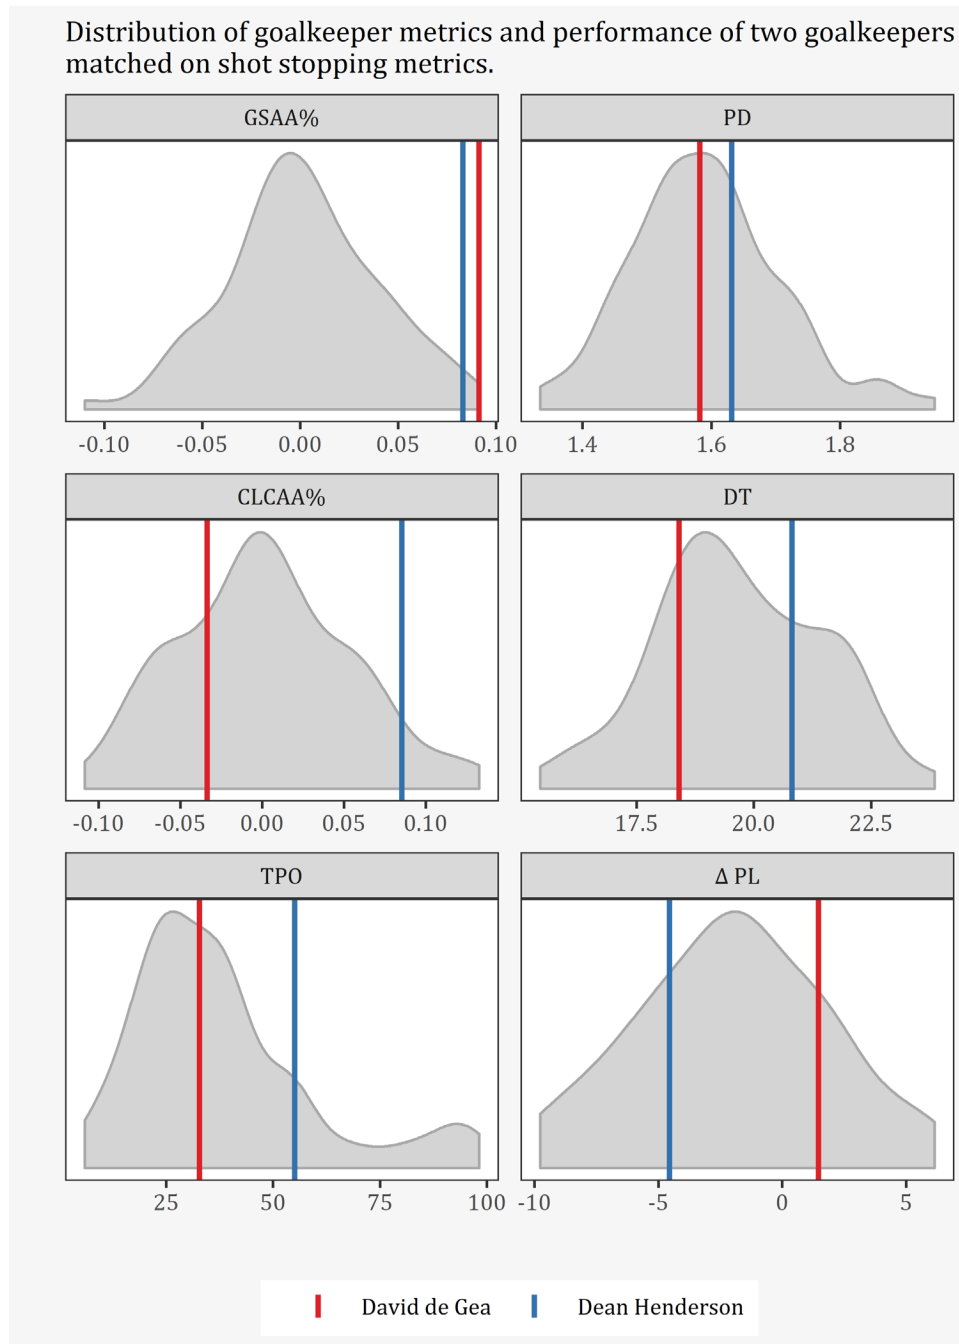 Distribution of goalkeeper metrics and performance of two goalkeepers
matched on shot stopping metrics.
GSAA%
PD
-0.10 -0.05 0.00 0.05 0.10
1.4 1.6 1.8
CLCAA%
DT
-0.10 -0.05 0.00 0.05 0.10
17.5 20.0 22.5
TPO
Δ PL
25 50 75 100
-10 -5 0 5
David de Gea
Dean Henderson